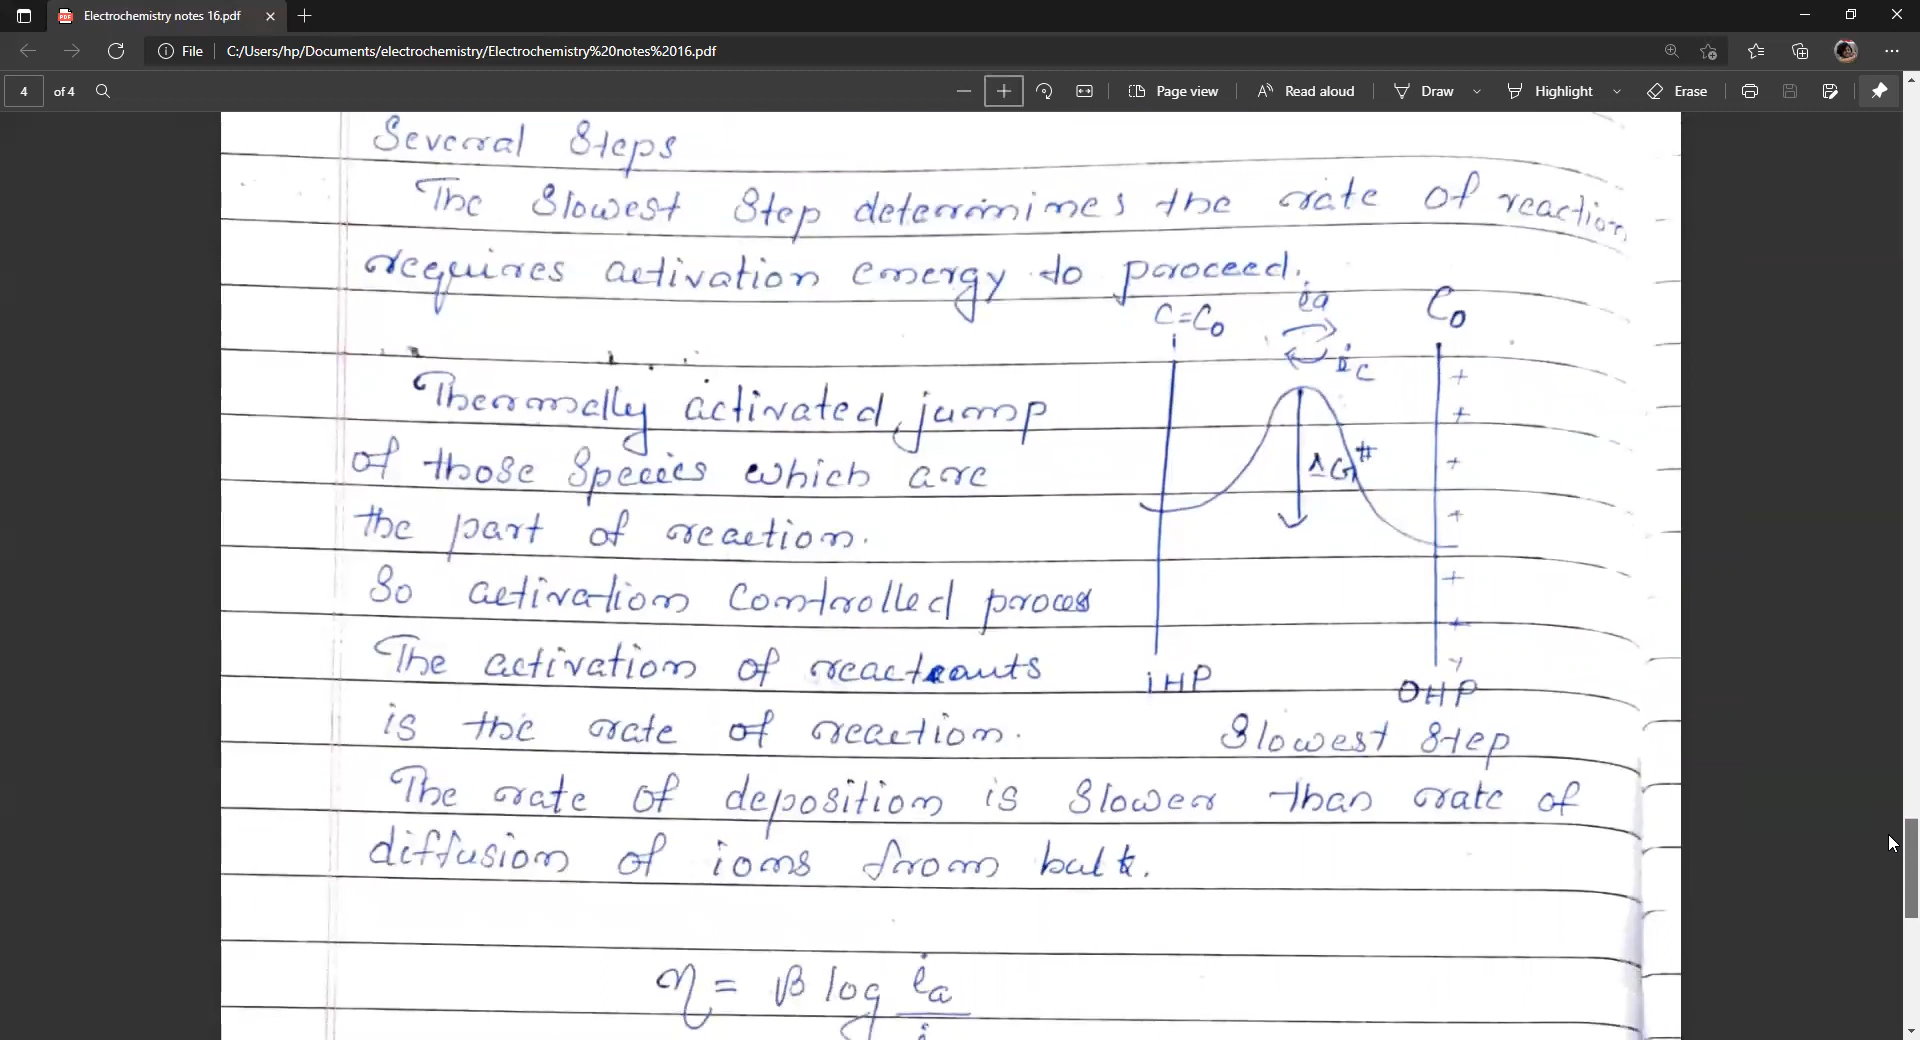 Electrochemistry notes 16.pdf
File
C:/Users/hp/Documents/electrochemistry/Electrochemistry%20notes%2016.pdf
4 of 4
Page view
Read aloud
Draw
Highlight
Erase
Several Steps
The Slowest Step determines the rate of reaction
requires activation energy to proceed.
C=C₀
ia
ic
C₀
Thermally activated jump
of those Species which are
the part of reaction.
So activation Controlled process
ΔG#
+
+
+
+
+
+
+
The activation of reactants
iHP
OHP
is the rate of reaction.
Slowest Step
The rate of deposition is slower than rate of
diffusion of ions from bulk.
η = β log ia
i